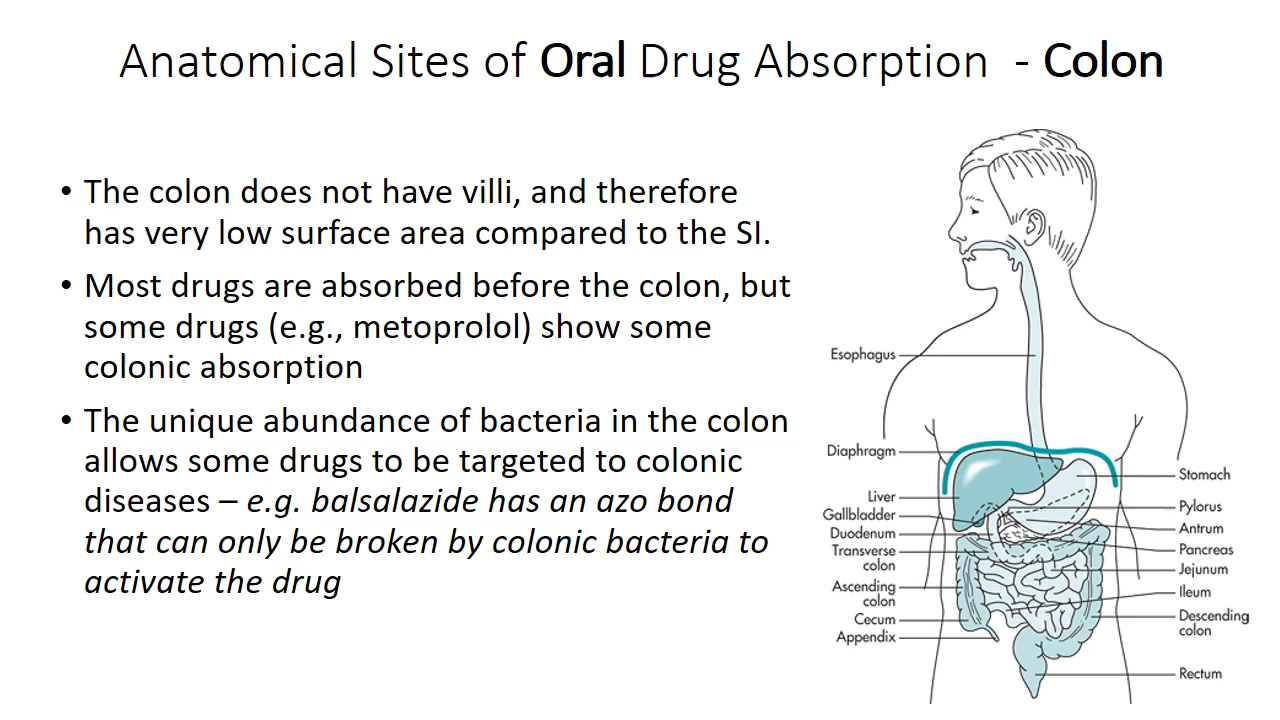 Anatomical Sites of Oral Drug Absorption - Colon
• The colon does not have villi, and therefore
has very low surface area compared to the SI.
• Most drugs are absorbed before the colon, but
some drugs (e.g., metoprolol) show some
colonic absorption
• The unique abundance of bacteria in the colon
allows some drugs to be targeted to colonic
diseases – e.g. balsalazide has an azo bond
that can only be broken by colonic bacteria to
activate the drug
Esophagus
Diaphragm
Liver
Gallbladder
Duodenum
Transverse
colon
Ascending
colon
Cecum
Appendix
Stomach
Pylorus
Antrum
Pancreas
Jejunum
Ileum
Descending
colon
Rectum